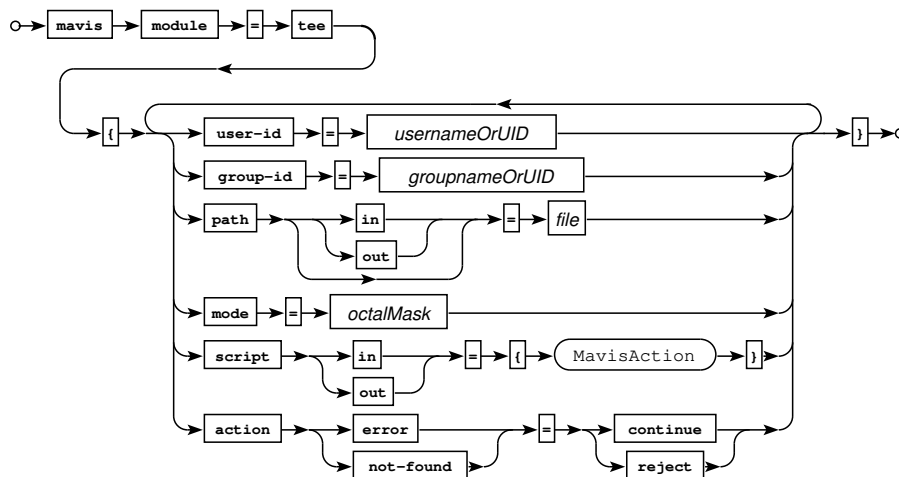 mavis module = tee
{ user-id = usernameOrUID }
group-id = groupnameOrUID
path in = file
out
mode = octalMask
script in = { MavisAction }
out
action error = continue
not-found reject